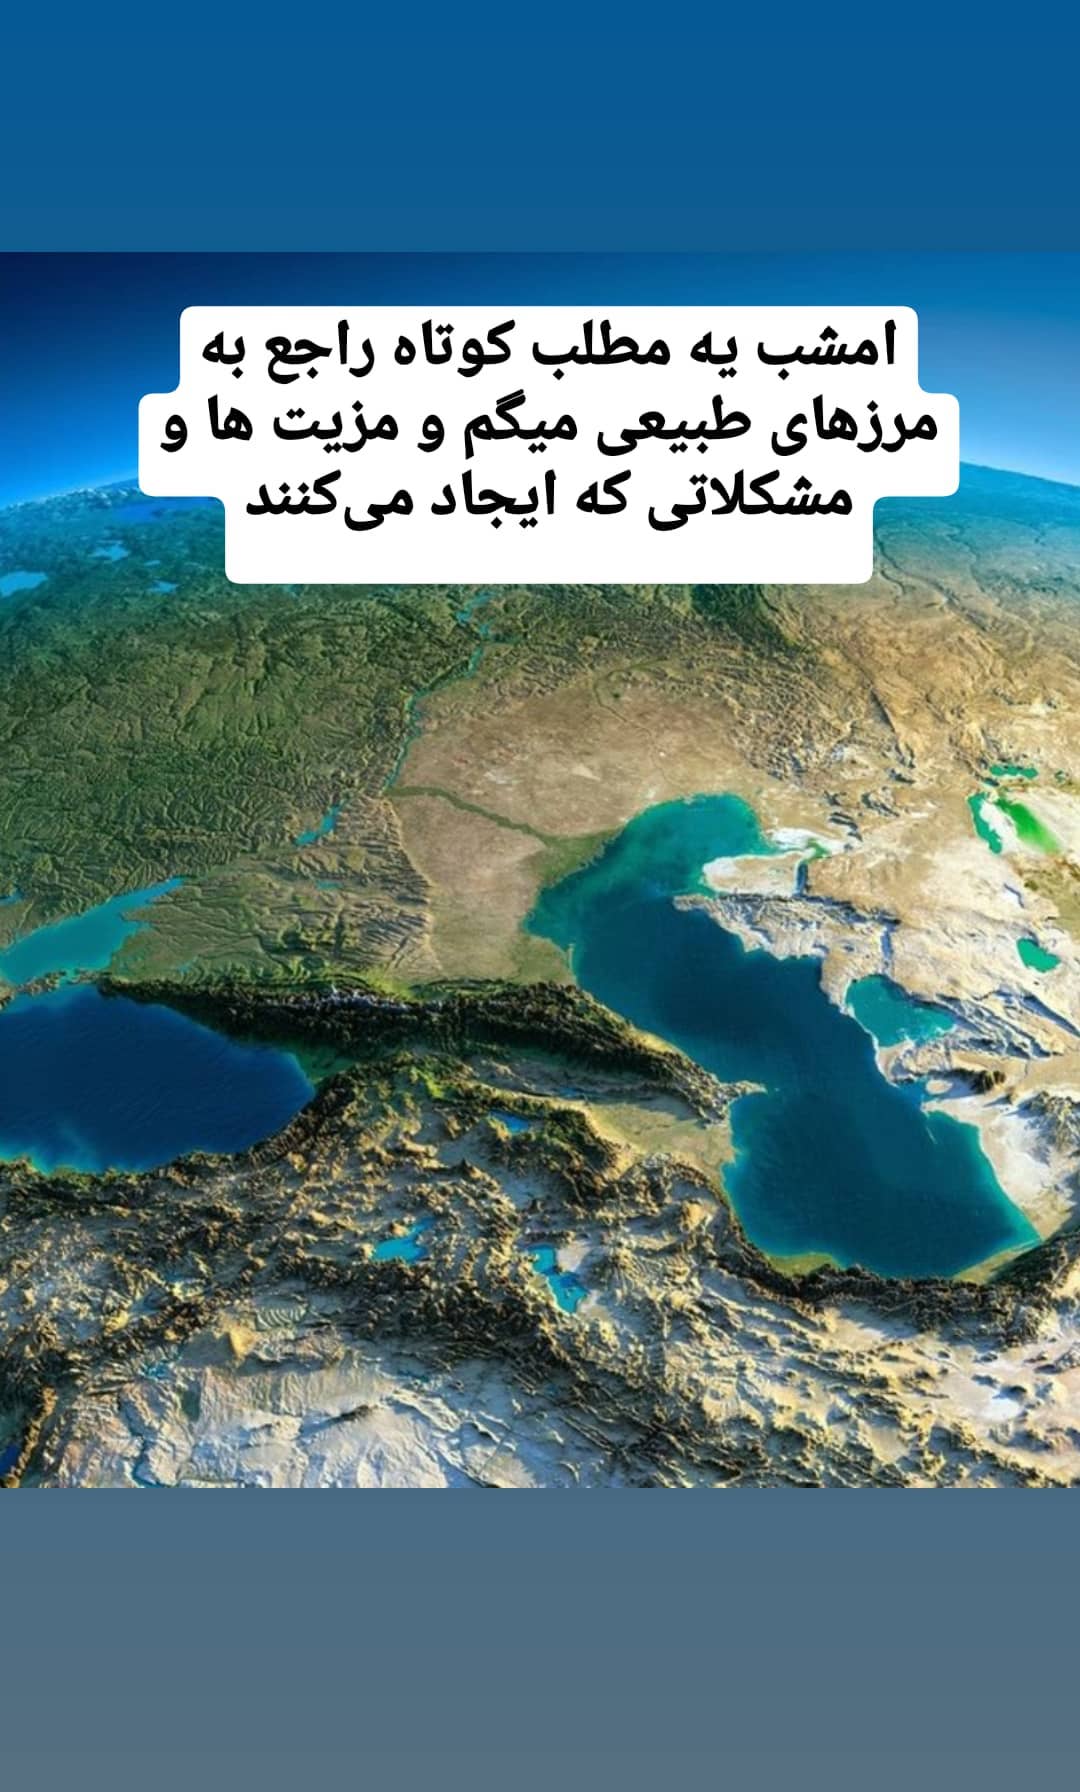 امشب یه مطلب کوتاه راجع به
مرزهای طبیعی میگم و مزیت ها و
مشکلاتی که ایجاد می‌کنند